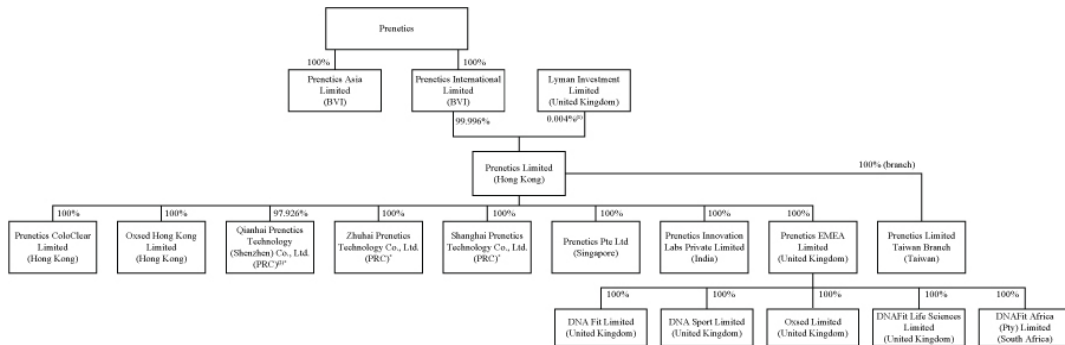 Prenetics
100%
100%
Prenetics Asia
Limited
(BVI)
Prenetics International
Limited
(BVI)
Lyman Investment
Limited
(United Kingdom)
99.996%
0.004%⁽¹⁾
Prenetics Limited
(Hong Kong)
100% (branch)
100%
100%
97.926%
100%
100%
100%
100%
100%
Prenetics ColoClear
Limited
(Hong Kong)
Oxsed Hong Kong
Limited
(Hong Kong)
Qianhai Prenetics
Technology
(Shenzhen) Co., Ltd.
(PRC)⁽²⁾*
Zhuhai Prenetics
Technology Co., Ltd.
(PRC)*
Shanghai Prenetics
Technology Co., Ltd.
(PRC)*
Prenetics Pte Ltd
(Singapore)
Prenetics Innovation
Labs Private Limited
(India)
Prenetics EMEA
Limited
(United Kingdom)
Prenetics Limited
Taiwan Branch
(Taiwan)
100%
100%
100%
100%
100%
DNA Fit Limited
(United Kingdom)
DNA Sport Limited
(United Kingdom)
Oxsed Limited
(United Kingdom)
DNAFit Life Sciences
Limited
(United Kingdom)
DNAFit Africa
(Pty) Limited
(South Africa)